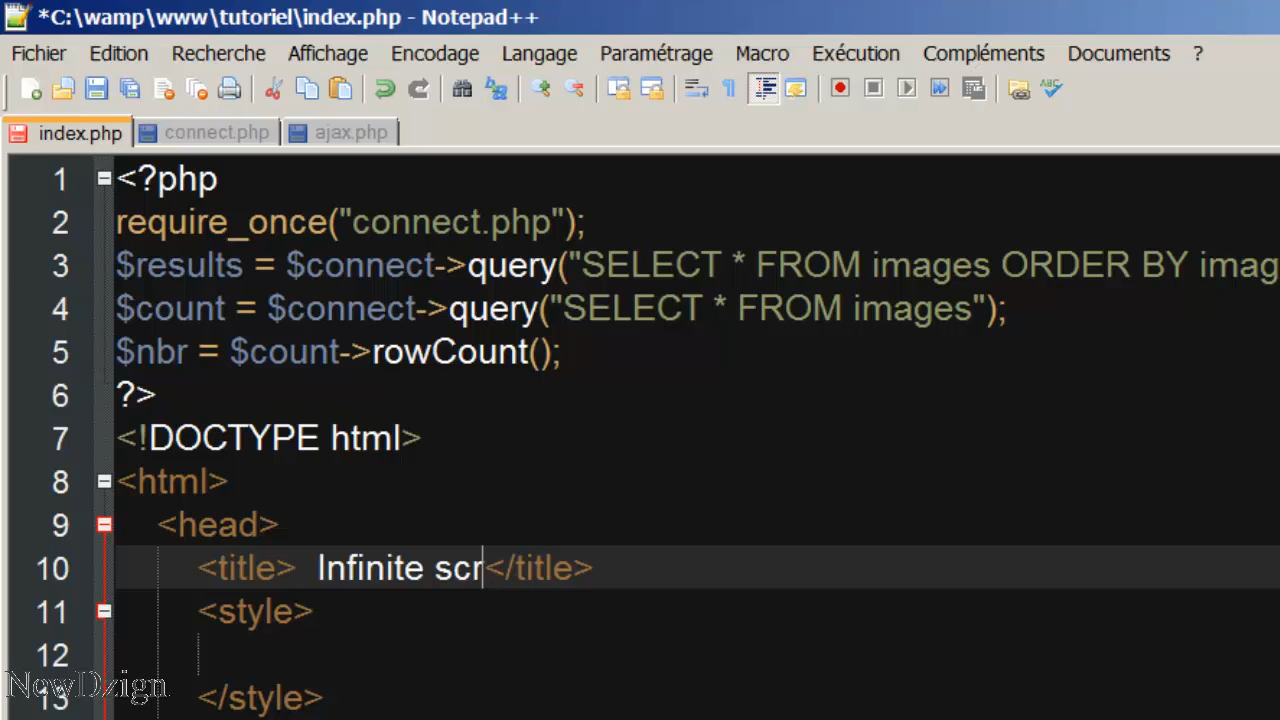 *C:\wamp\www\tutoriel\index.php - Notepad++
Fichier Edition Recherche Affichage Encodage Langage Paramétrage Macro Exécution Compléments Documents ?
index.php connect.php ajax.php
1 <?php
2 require_once("connect.php");
3 $results = $connect->query("SELECT * FROM images ORDER BY imag
4 $count = $connect->query("SELECT * FROM images");
5 $nbr = $count->rowCount();
6 ?>
7 <!DOCTYPE html>
8 <html>
9 <head>
10 <title>  Infinite scr</title>
11 <style>
12
13 </style>
NewDzign